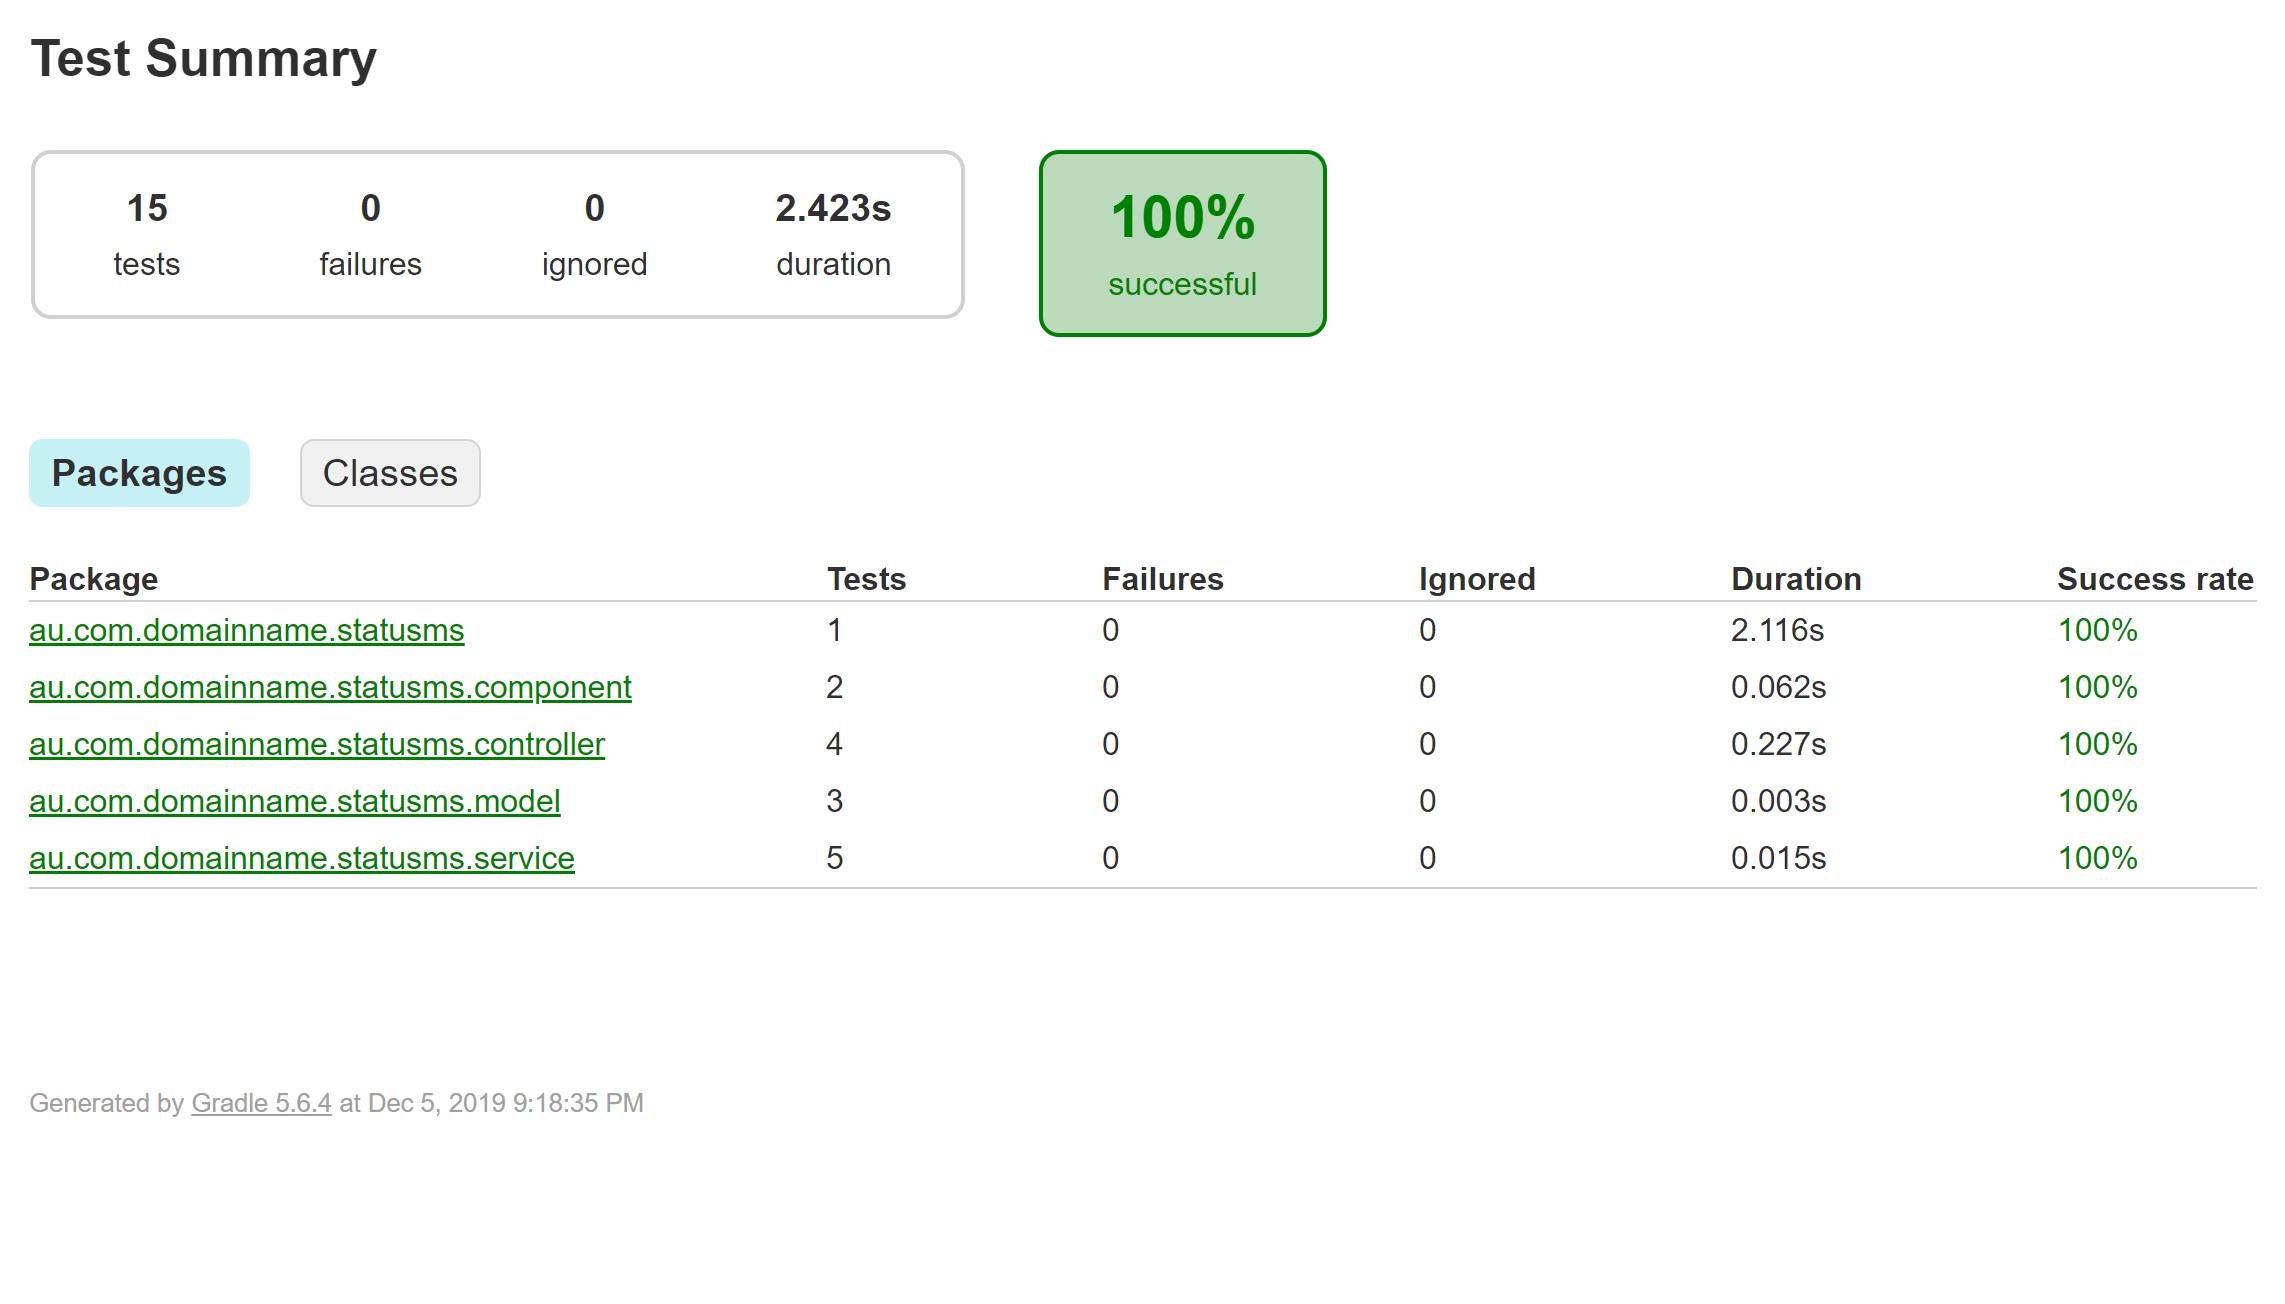 Test Summary
15 0 0 2.423s
tests failures ignored duration
100%
successful
Packages Classes
Package Tests Failures Ignored Duration Success rate
au.com.domainname.statusms 1 0 0 2.116s 100%
au.com.domainname.statusms.component 2 0 0 0.062s 100%
au.com.domainname.statusms.controller 4 0 0 0.227s 100%
au.com.domainname.statusms.model 3 0 0 0.003s 100%
au.com.domainname.statusms.service 5 0 0 0.015s 100%
Generated by Gradle 5.6.4 at Dec 5, 2019 9:18:35 PM